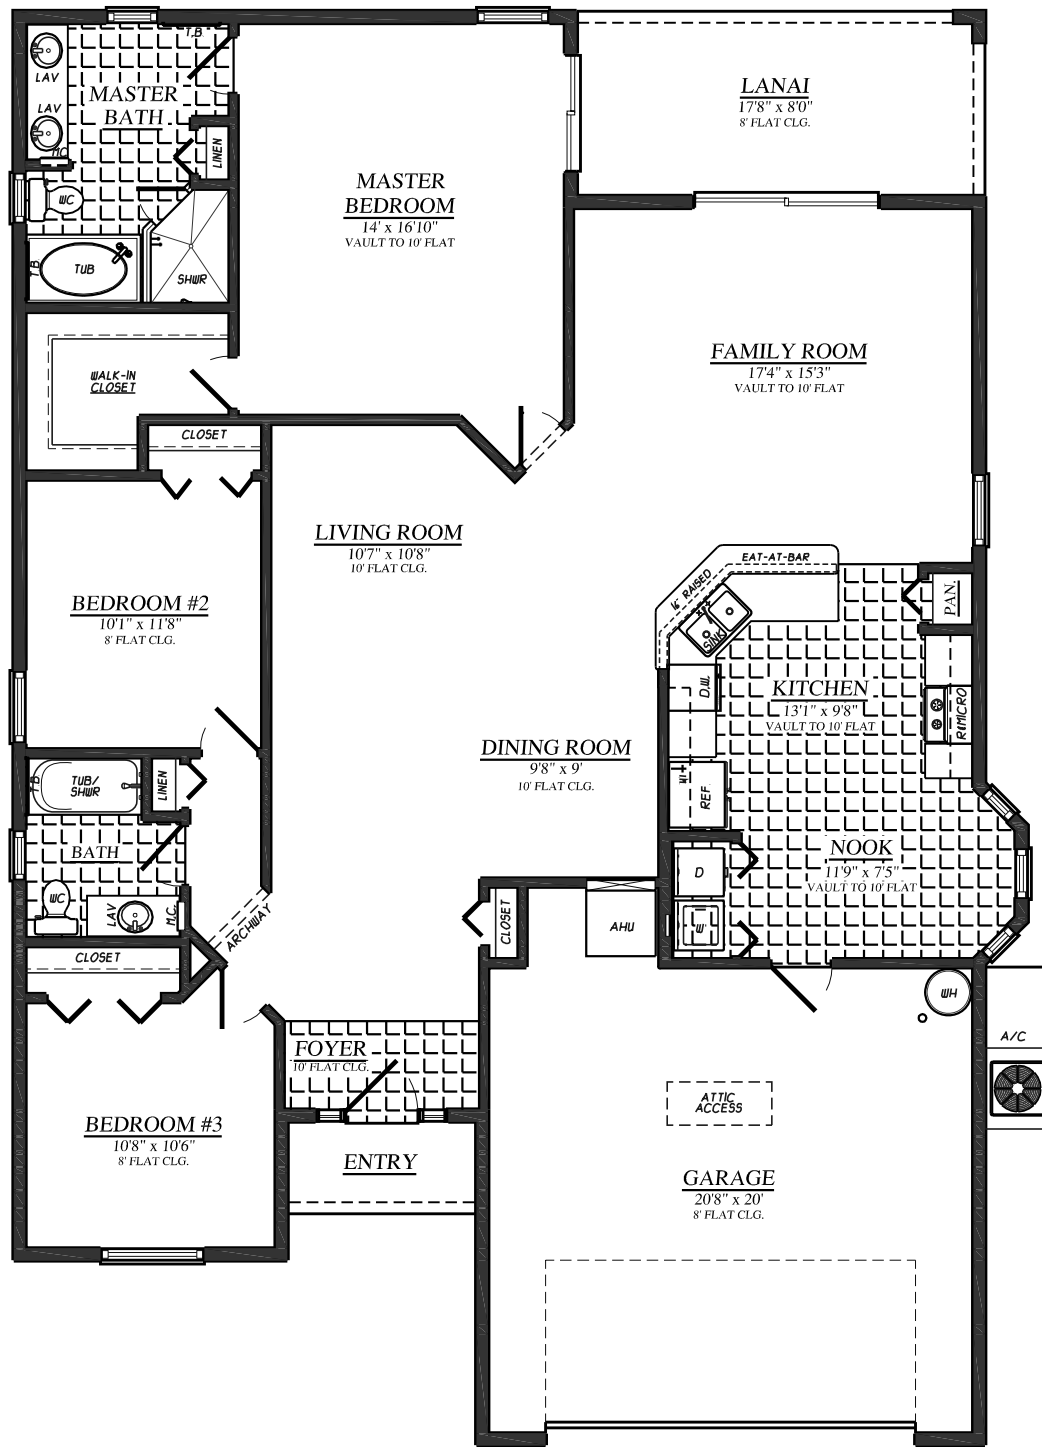 T.B.
LAV
LAV
MASTER
BATH
M.C.
LINEN
WC
T.B.
TUB
SHWR
MASTER
BEDROOM
14' x 16'10"
VAULT TO 10' FLAT
LANAI
17'8" x 8'0"
8' FLAT CLG.
FAMILY ROOM
17'4" x 15'3"
VAULT TO 10' FLAT
WALK-IN
CLOSET
CLOSET
LIVING ROOM
10'7" x 10'8"
10' FLAT CLG.
BEDROOM #2
10'1" x 11'8"
8' FLAT CLG.
EAT-AT-BAR
RAISED
SINK
PAN.
D.W.
KITCHEN
13'1" x 9'8"
VAULT TO 10' FLAT
R/MICRO
DINING ROOM
9'8" x 9'
10' FLAT CLG.
WI
REF
T.B.
TUB/
SHWR
LINEN
BATH
WC
LAV
M.C.
ARCHWAY
NOOK
11'9" x 7'5"
VAULT TO 10' FLAT
D
W
CLOSET
AHU
CLOSET
WH
A/C
FOYER
10' FLAT CLG.
ATTIC
ACCESS
BEDROOM #3
10'8" x 10'6"
8' FLAT CLG.
ENTRY
GARAGE
20'8" x 20'
8' FLAT CLG.